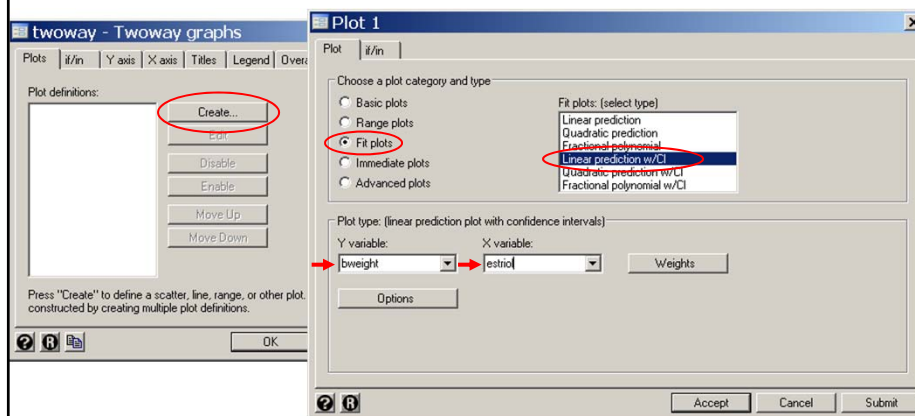 twoway - Twoway graphs
Plots
if/in
Y axis
X axis
Titles
Legend
Plot definitions:
Create...
Edit
Disable
Enable
Move Up
Move Down
Press "Create" to define a scatter, line, range, or other plot.
constructed by creating multiple plot definitions.
OK
Plot 1
Plot
if/in
Choose a plot category and type
Basic plots
Range plots
Fit plots
Immediate plots
Advanced plots
Fit plots: (select type)
Linear prediction
Quadratic prediction
Fractional polynomial
Linear prediction w/CI
Quadratic prediction w/CI
Fractional polynomial w/CI
Plot type: (linear prediction plot with confidence intervals)
Y variable:
X variable:
bweight
estriol
Weights
Options
Accept
Cancel
Submit